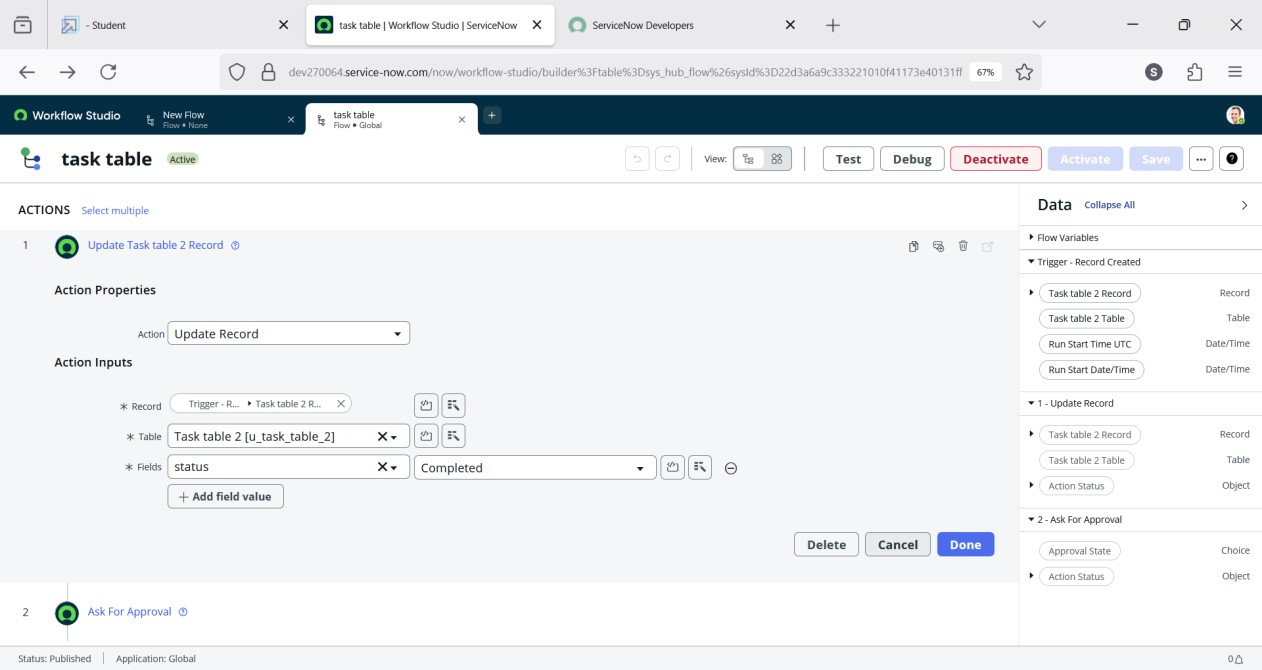 - Student
task table | Workflow Studio | ServiceNow
ServiceNow Developers
dev270064.service-now.com/now/workflow-studio/builder%3Ftable%3Dsys_hub_flow%26sysId%3D22d3a6a9c333221010f41173e40131ff
67%
S
Workflow Studio
New Flow
Flow • None
task table
Flow • Global
task table
Active
View:
Test
Debug
Deactivate
Activate
Save
ACTIONS
Select multiple
1
Update Task table 2 Record
Action Properties
Action
Update Record
Action Inputs
* Record
Trigger - R... ▸ Task table 2 R...
* Table
Task table 2 [u_task_table_2]
* Fields
status
Completed
+ Add field value
Delete
Cancel
Done
2
Ask For Approval
Data
Collapse All
Flow Variables
Trigger - Record Created
Task table 2 Record
Record
Task table 2 Table
Table
Run Start Time UTC
Date/Time
Run Start Date/Time
Date/Time
1 - Update Record
Task table 2 Record
Record
Task table 2 Table
Table
Action Status
Object
2 - Ask For Approval
Approval State
Choice
Action Status
Object
Status: Published
Application: Global
0